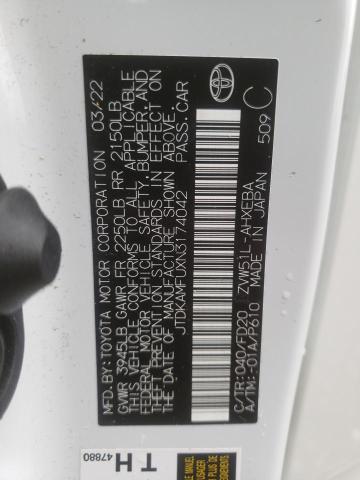 MFD.BY:TOYOTA MOTOR CORPORATION 03/22
GVWR 3945LB GAWR FR 2250LB RR 2150LB
THIS VEHICLE CONFORMS TO ALL APPLICABLE
FEDERAL MOTOR VEHICLE SAFETY, BUMPER, AND
THEFT PREVENTION STANDARDS IN EFFECT ON
THE DATE OF MANUFACTURE SHOWN ABOVE.
JTDKAMFUXN3174042 PASS.CAR
C/TR:040/FD20 ZVW51L-AHXEBA
A/TM:-01A/P610 MADE IN JAPAN 509
C
TH
47880